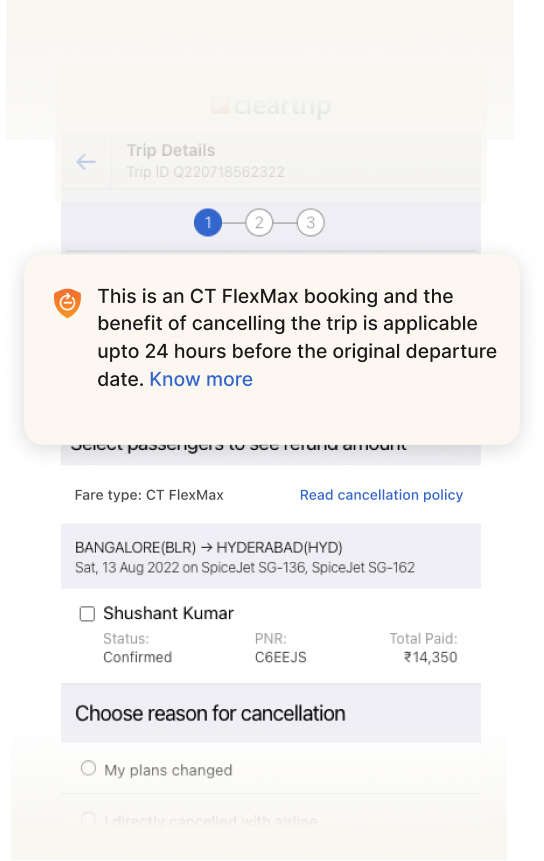 cleartrip
Trip Details
Trip ID Q220718562322
1 2 3
This is an CT FlexMax booking and the
benefit of cancelling the trip is applicable
upto 24 hours before the original departure
date. Know more
Select passengers to see refund amount
Fare type: CT FlexMax
Read cancellation policy
BANGALORE(BLR) → HYDERABAD(HYD)
Sat, 13 Aug 2022 on SpiceJet SG-136, SpiceJet SG-162
Shushant Kumar
Status: PNR: Total Paid:
Confirmed C6EEJS ₹14,350
Choose reason for cancellation
My plans changed
I directly cancelled with airline